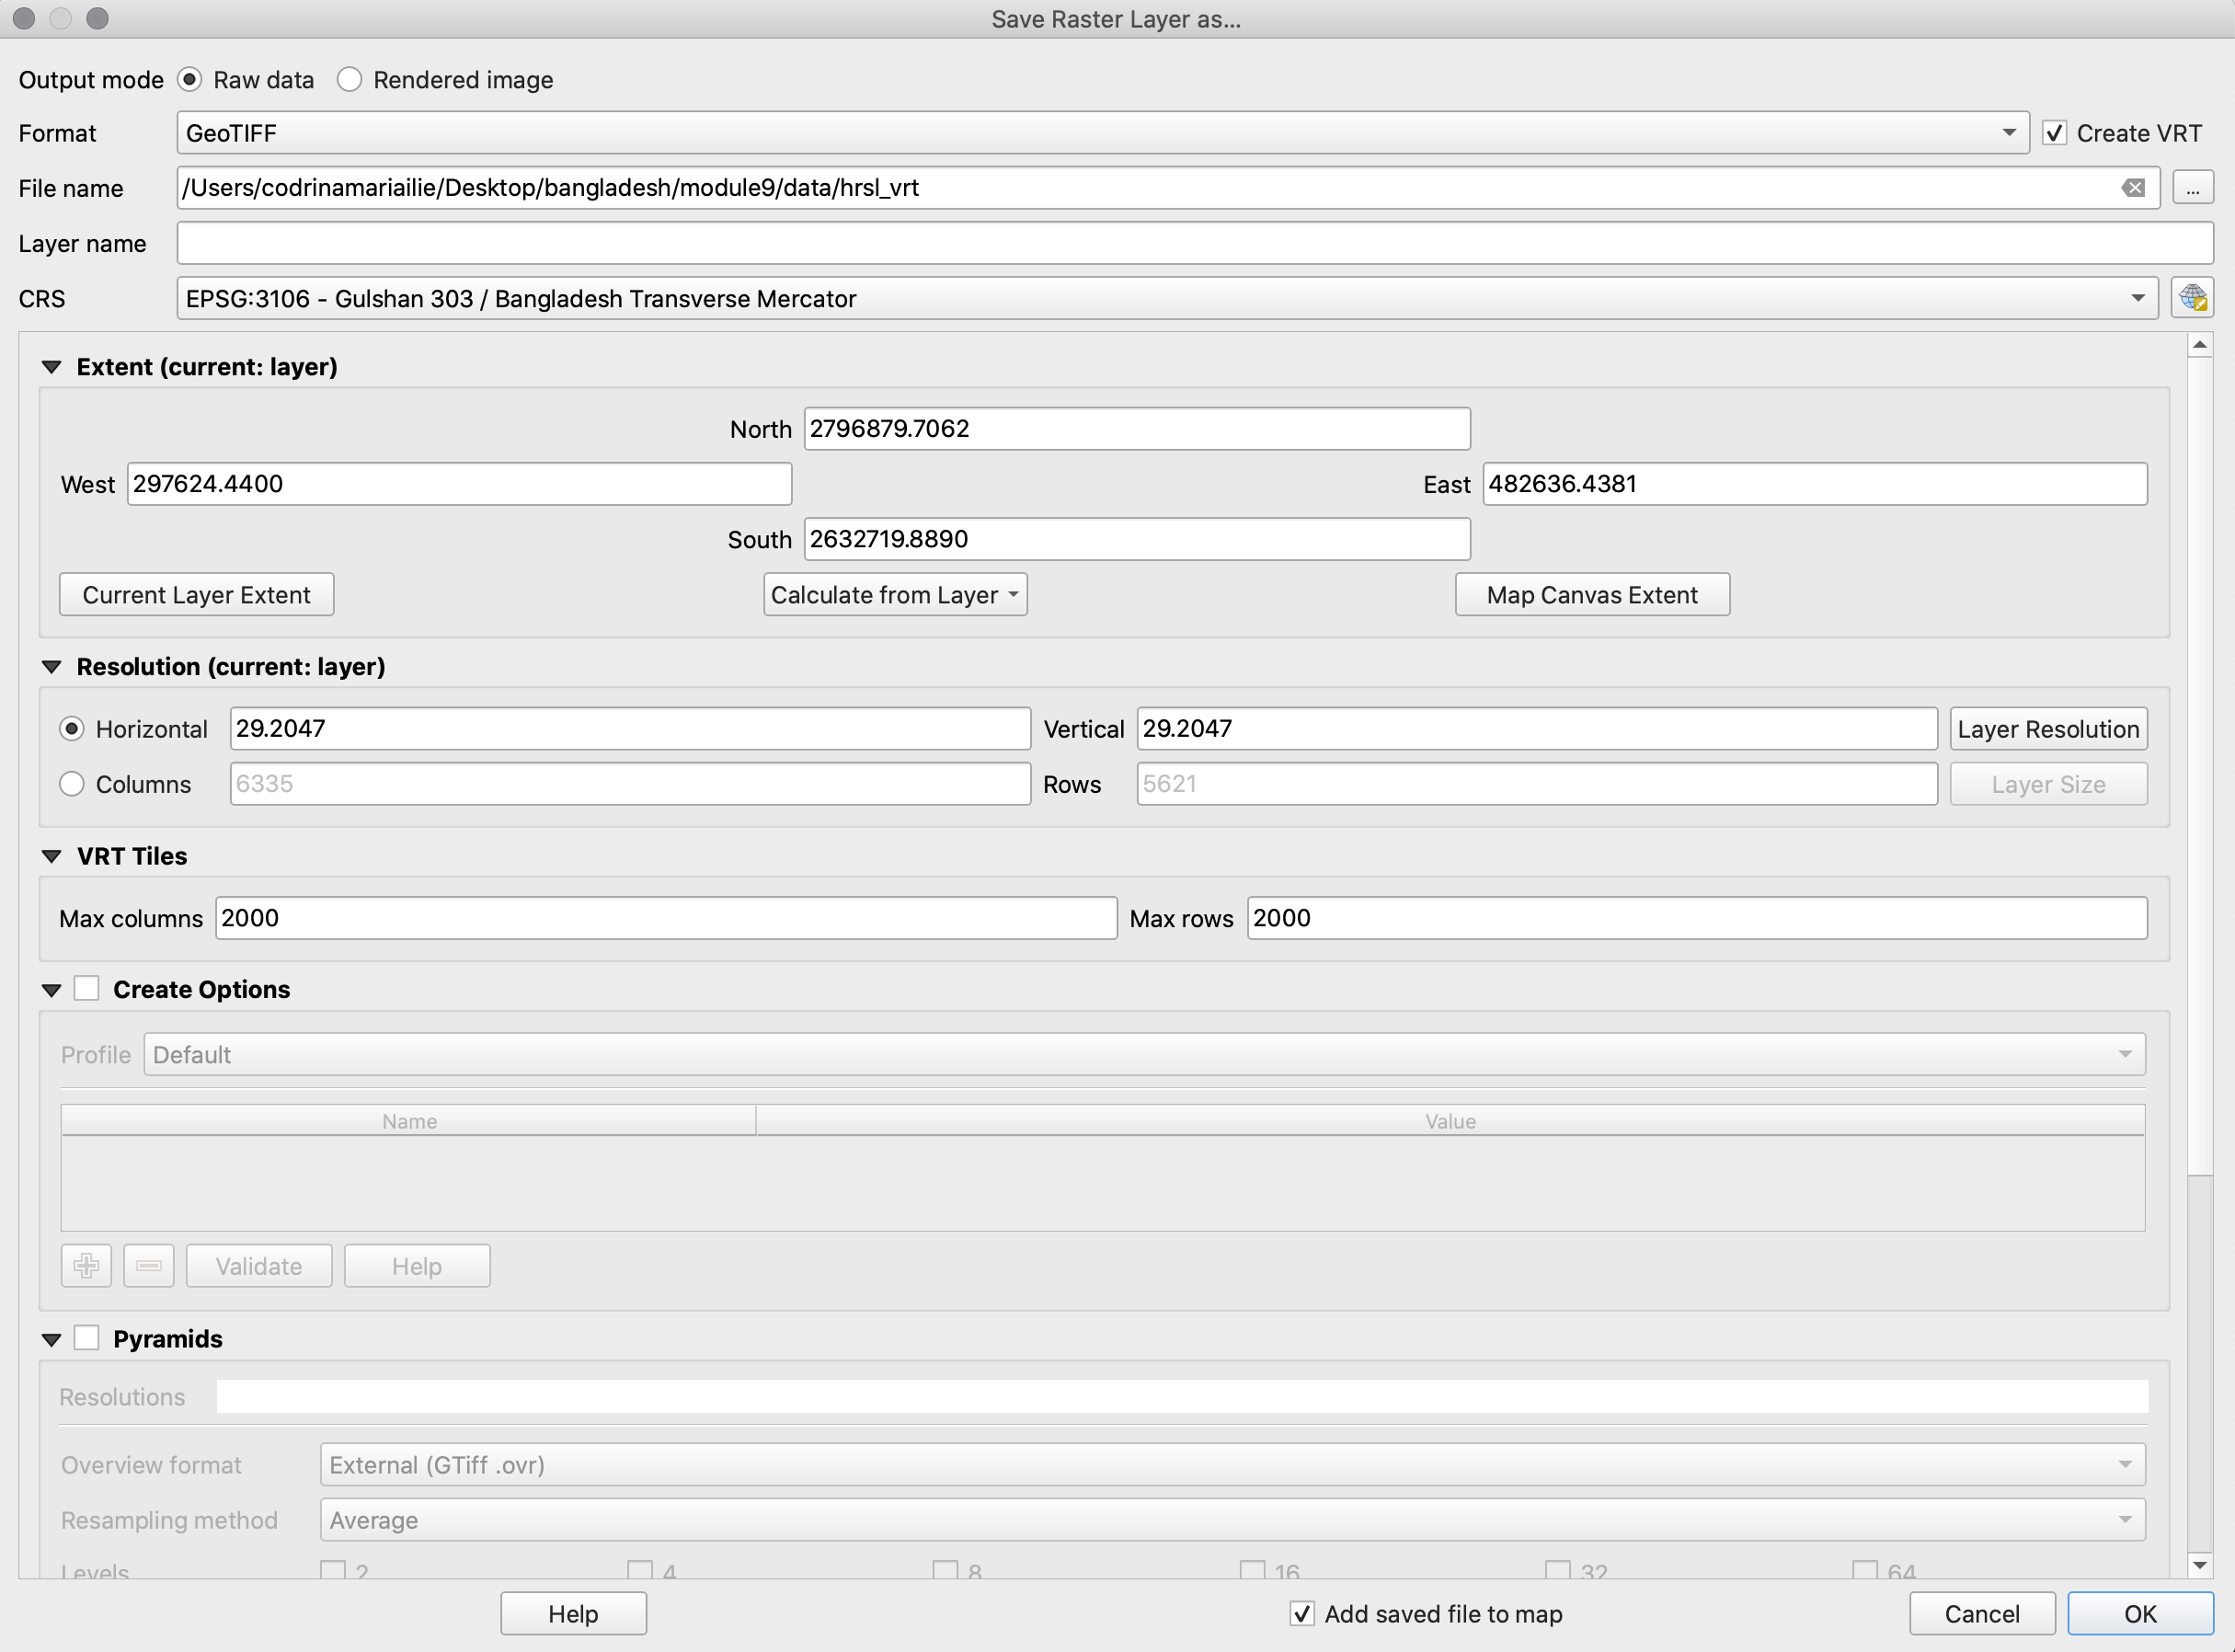 Save Raster Layer as...
Output mode Raw data Rendered image
Format GeoTIFF Create VRT
File name /Users/codrinamariailie/Desktop/bangladesh/module9/data/hrsl_vrt ...
Layer name
CRS EPSG:3106 - Gulshan 303 / Bangladesh Transverse Mercator
Extent (current: layer)
North 2796879.7062
West 297624.4400 East 482636.4381
South 2632719.8890
Current Layer Extent Calculate from Layer Map Canvas Extent
Resolution (current: layer)
Horizontal 29.2047 Vertical 29.2047 Layer Resolution
Columns 6335 Rows 5621 Layer Size
VRT Tiles
Max columns 2000 Max rows 2000
Create Options
Profile Default
Name Value
Validate Help
Pyramids
Resolutions
Overview format External (GTiff .ovr)
Resampling method Average
Levels 2 4 8 16 32 64
Help Add saved file to map Cancel OK